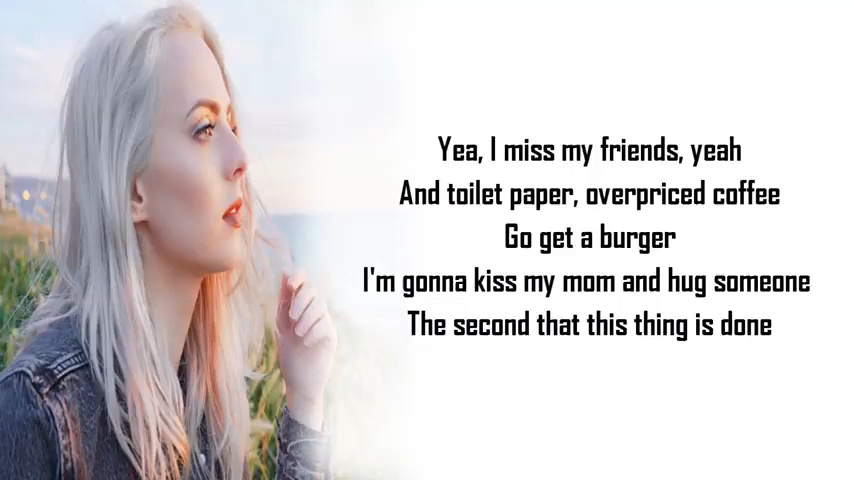 Yea, I miss my friends, yeah
And toilet paper, overpriced coffee
Go get a burger
I'm gonna kiss my mom and hug someone
The second that this thing is done